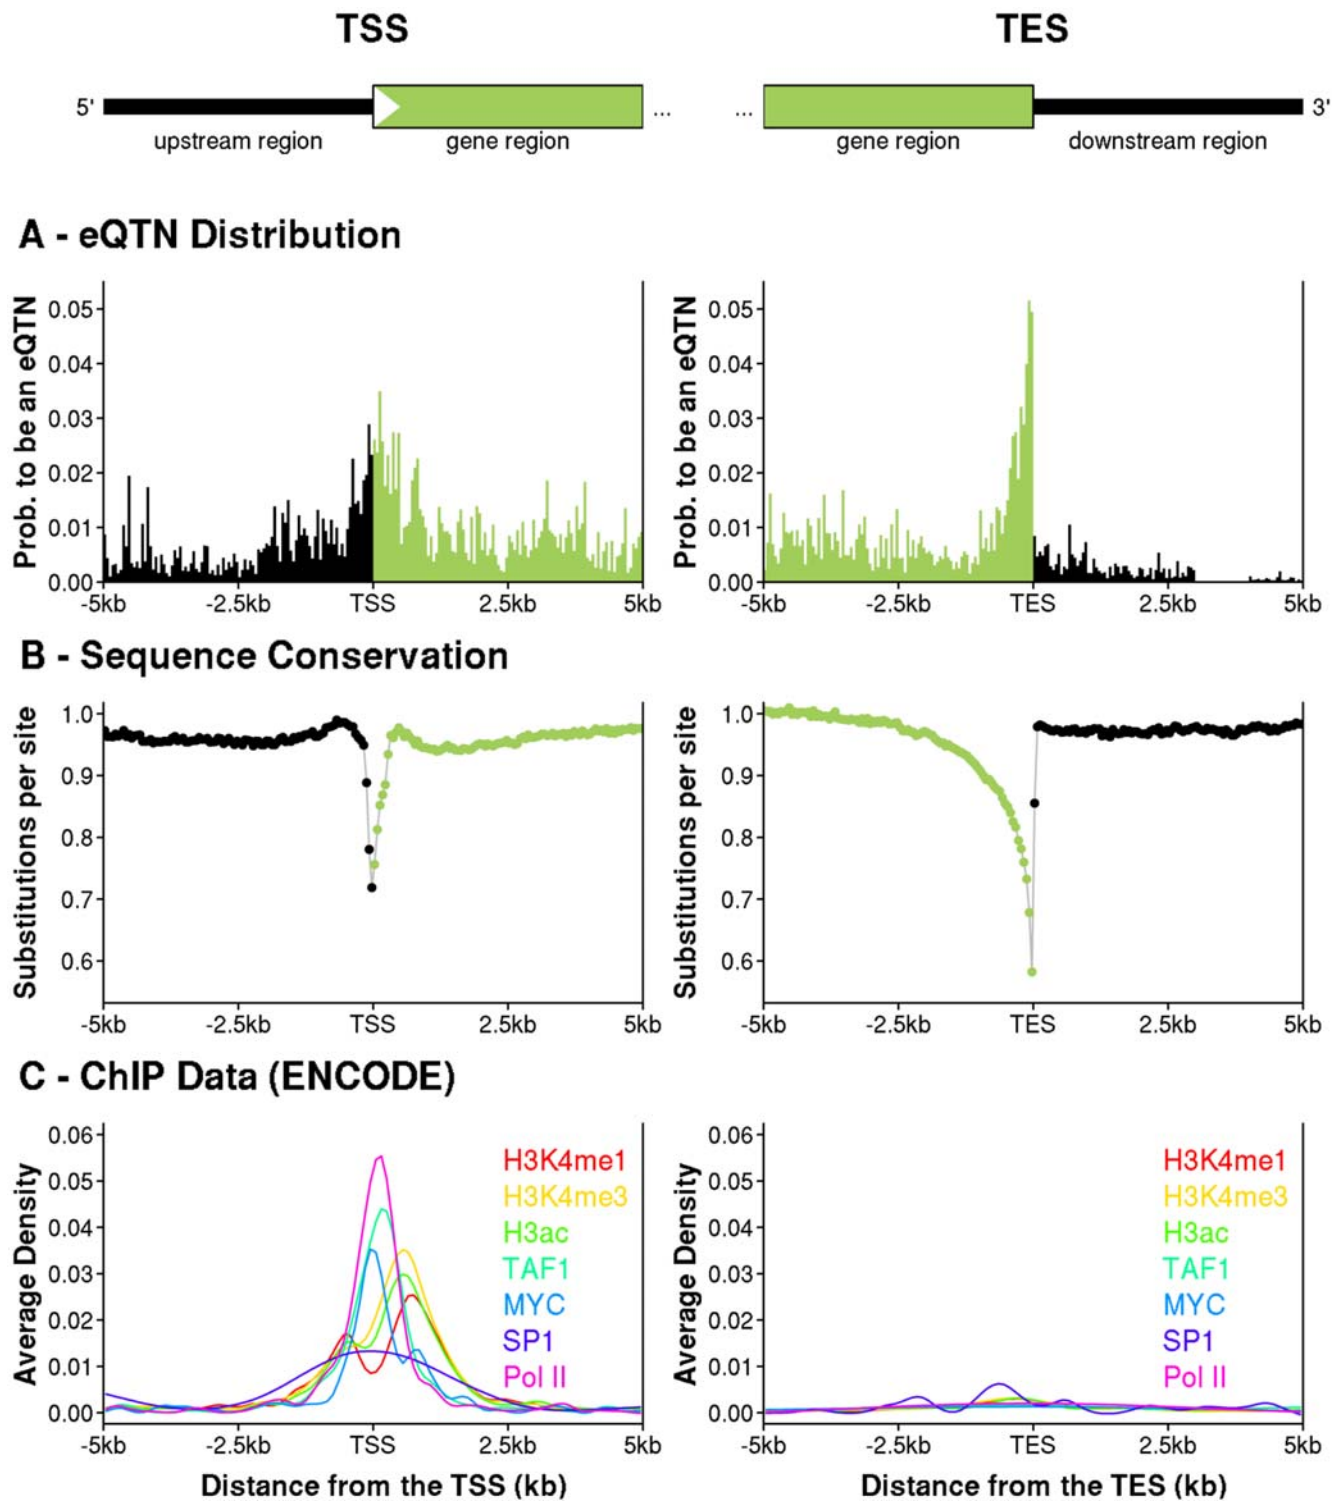 TSS TES
5' ... ... 3'
upstream region gene region gene region downstream region
A - eQTN Distribution
Prob. to be an eQTN
0.05
0.04
0.03
0.02
0.01
0.00
-5kb -2.5kb TSS 2.5kb 5kb
Prob. to be an eQTN
0.05
0.04
0.03
0.02
0.01
0.00
-5kb -2.5kb TES 2.5kb 5kb
B - Sequence Conservation
Substitutions per site
1.0
0.9
0.8
0.7
0.6
-5kb -2.5kb TSS 2.5kb 5kb
Substitutions per site
1.0
0.9
0.8
0.7
0.6
-5kb -2.5kb TES 2.5kb 5kb
C - ChIP Data (ENCODE)
Average Density
0.06
0.05
0.04
0.03
0.02
0.01
0.00
H3K4me1
H3K4me3
H3ac
TAF1
MYC
SP1
Pol II
-5kb -2.5kb TSS 2.5kb 5kb
Distance from the TSS (kb)
Average Density
0.06
0.05
0.04
0.03
0.02
0.01
0.00
H3K4me1
H3K4me3
H3ac
TAF1
MYC
SP1
Pol II
-5kb -2.5kb TES 2.5kb 5kb
Distance from the TES (kb)